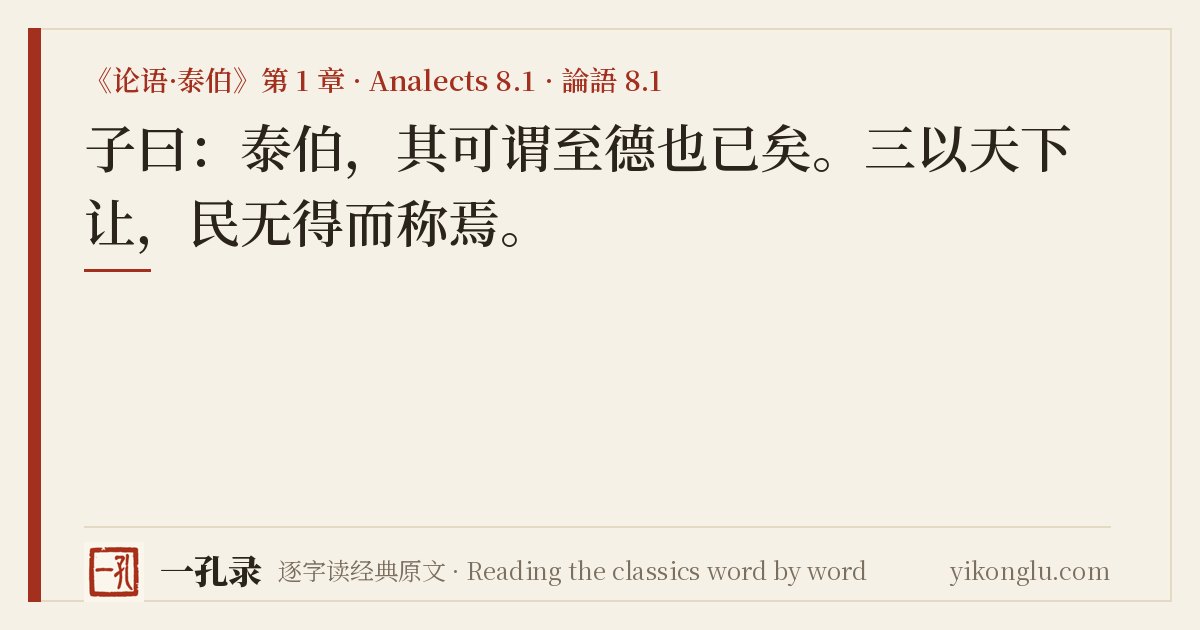 《论语·泰伯》第 1 章 · Analects 8.1 · 論語 8.1
子曰：泰伯，其可谓至德也已矣。三以天下
让，民无得而称焉。
一孔
一孔录 逐字读经典原文 · Reading the classics word by word yikonglu.com